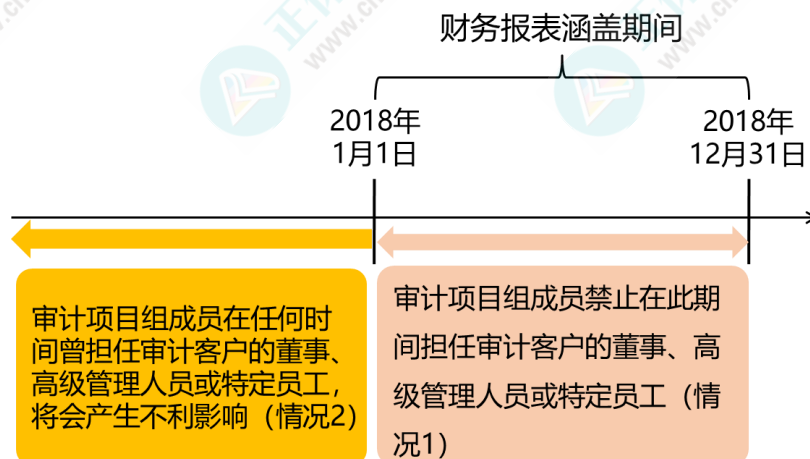 财务报表涵盖期间
2018年
1月1日
2018年
12月31日
审计项目组成员在任何时
间曾担任审计客户的董事、
高级管理人员或特定员工，
将会产生不利影响（情况2）
审计项目组成员禁止在此期
间担任审计客户的董事、高
级管理人员或特定员工（情
况1）